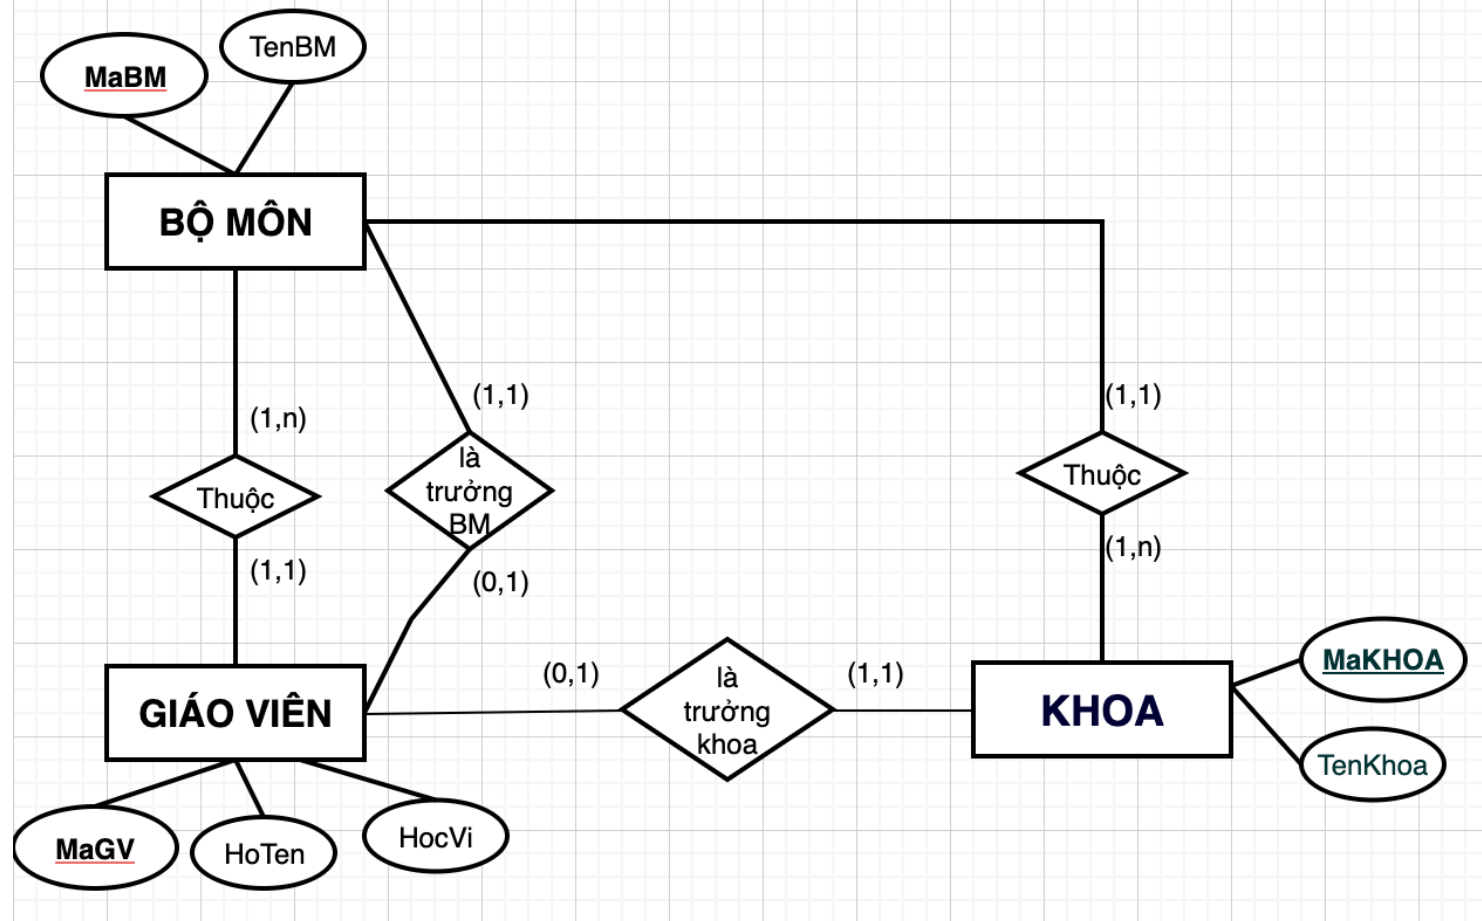 TenBM
MaBM
BỘ MÔN
(1,1)
(1,1)
(1,n)
là
trưởng
BM
Thuộc
Thuộc
(1,n)
(1,1)
(0,1)
(0,1)
là
trưởng
khoa
(1,1)
MaKHOA
GIÁO VIÊN
KHOA
TenKhoa
MaGV
HoTen
HocVi